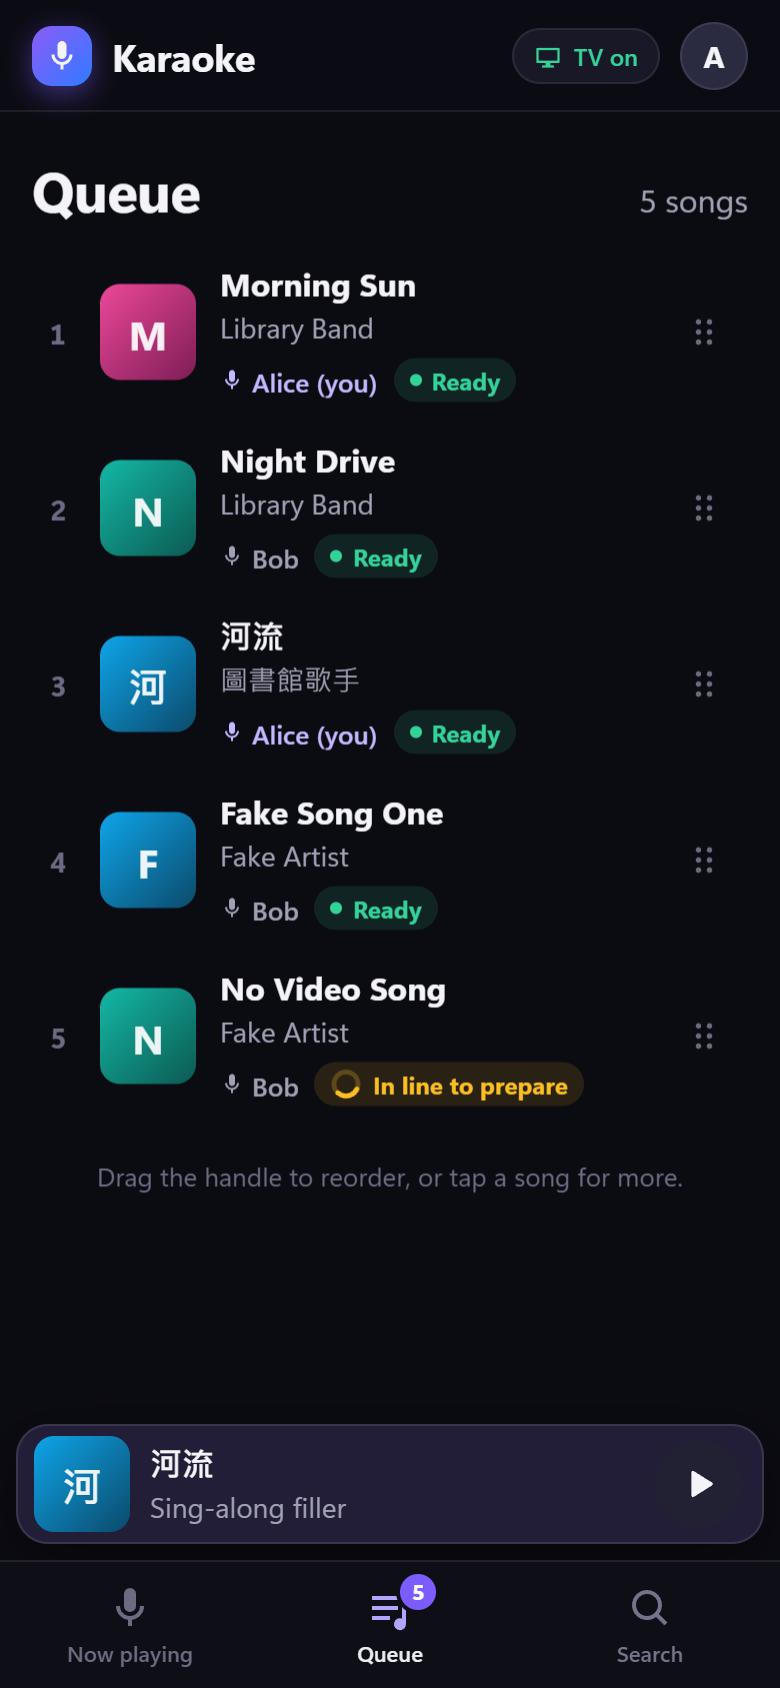 Karaoke
TV on
A
Queue
5 songs
1
M
Morning Sun
Library Band
Alice (you)
Ready
2
N
Night Drive
Library Band
Bob
Ready
3
河
河流
圖書館歌手
Alice (you)
Ready
4
F
Fake Song One
Fake Artist
Bob
Ready
5
N
No Video Song
Fake Artist
Bob
In line to prepare
Drag the handle to reorder, or tap a song for more.
河
河流
Sing-along filler
5
Now playing
Queue
Search